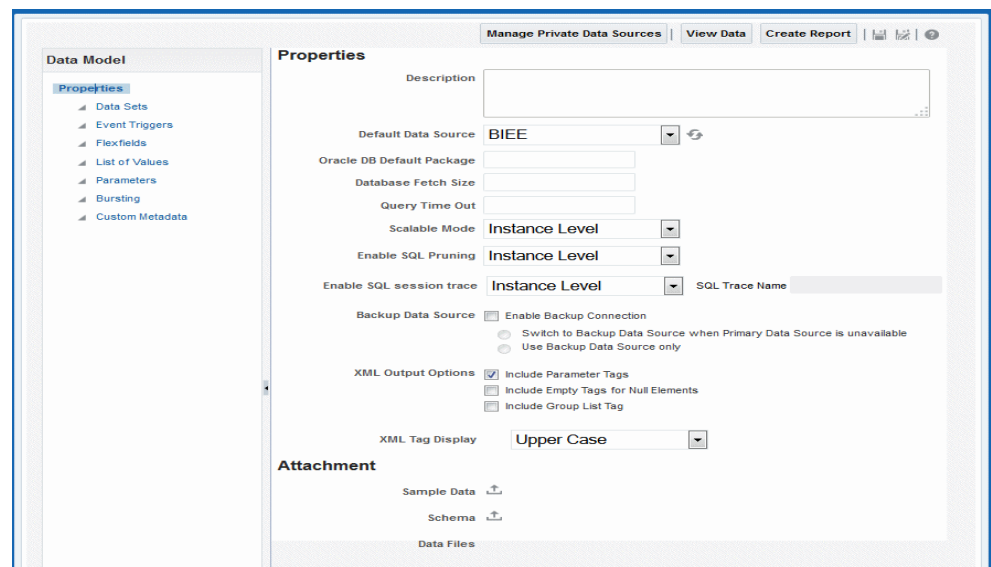 Manage Private Data Sources | View Data Create Report | |
Data Model
Properties
Data Sets
Event Triggers
Flexfields
List of Values
Parameters
Bursting
Custom Metadata
Properties
Description
Default Data Source BIEE
Oracle DB Default Package
Database Fetch Size
Query Time Out
Scalable Mode Instance Level
Enable SQL Pruning Instance Level
Enable SQL session trace Instance Level SQL Trace Name
Backup Data Source Enable Backup Connection
Switch to Backup Data Source when Primary Data Source is unavailable
Use Backup Data Source only
XML Output Options Include Parameter Tags
Include Empty Tags for Null Elements
Include Group List Tag
XML Tag Display Upper Case
Attachment
Sample Data
Schema
Data Files